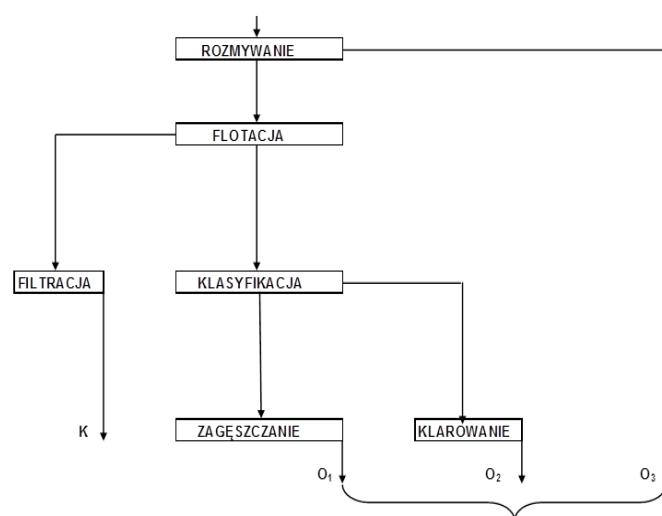 ROZMYWANIE
FLOTACJA
FILTRACJA
KLASYFIKACJA
K
ZAGĘSZCZANIE
KLAROWANIE
O₁
O₂
O₃